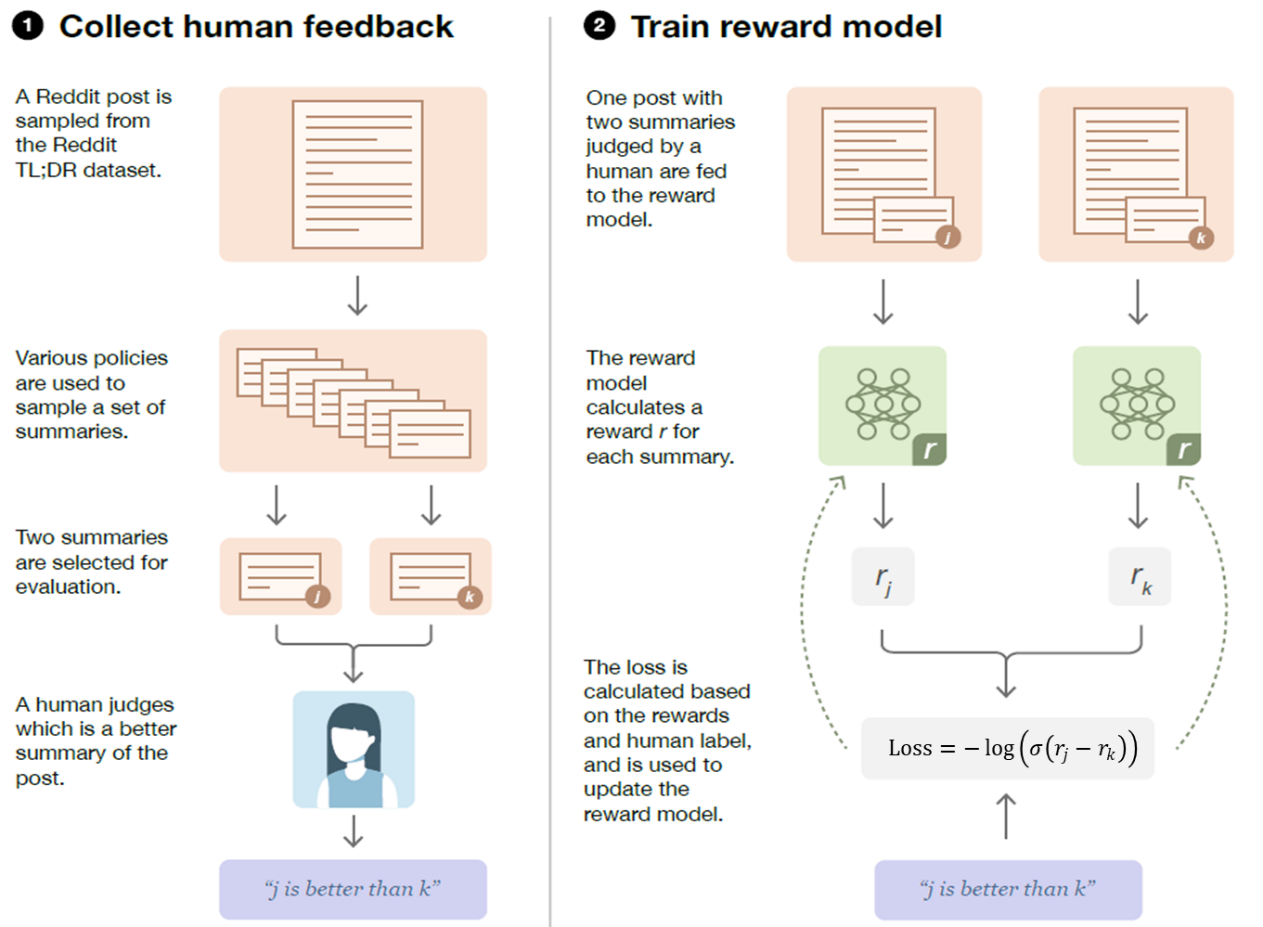 1 Collect human feedback
A Reddit post is
sampled from
the Reddit
TL;DR dataset.
Various policies
are used to
sample a set of
summaries.
Two summaries
are selected for
evaluation.
j
k
A human judges
which is a better
summary of the
post.
“j is better than k”
2 Train reward model
One post with
two summaries
judged by a
human are fed
to the reward
model.
j
k
The reward
model
calculates a
reward r for
each summary.
r
r
r_j
r_k
The loss is
calculated based
on the rewards
and human label,
and is used to
update the
reward model.
Loss = − log(σ(r_j − r_k))
“j is better than k”